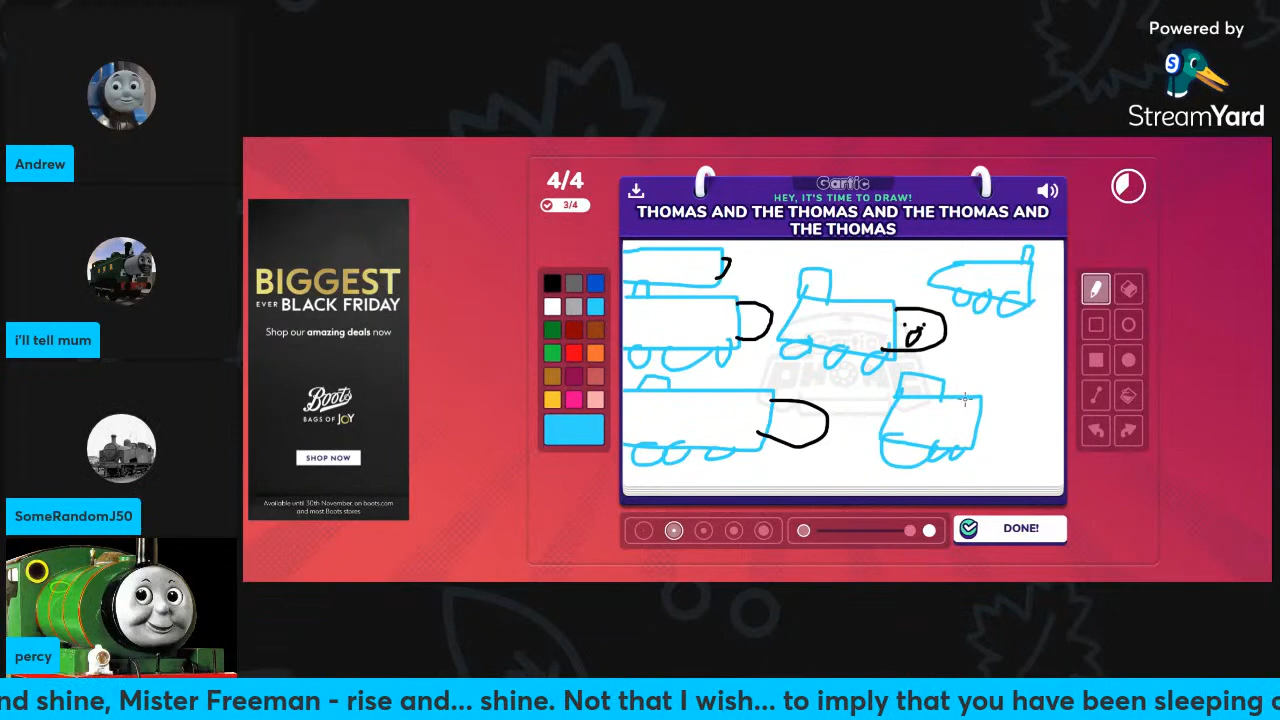 Powered by
StreamYard
Andrew
i'll tell mum
SomeRandomJ50
percy
4/4
3/4
Gartic
HEY, IT'S TIME TO DRAW!
THOMAS AND THE THOMAS AND THE THOMAS AND
THE THOMAS
BIGGEST
EVER BLACK FRIDAY
Shop our amazing deals now
Boots
BAGS OF JOY
SHOP NOW
Available until 30th November, on boots.com
and most Boots stores
Gartic
PHONE
DONE!
nd shine, Mister Freeman - rise and... shine. Not that I wish... to imply that you have been sleeping o